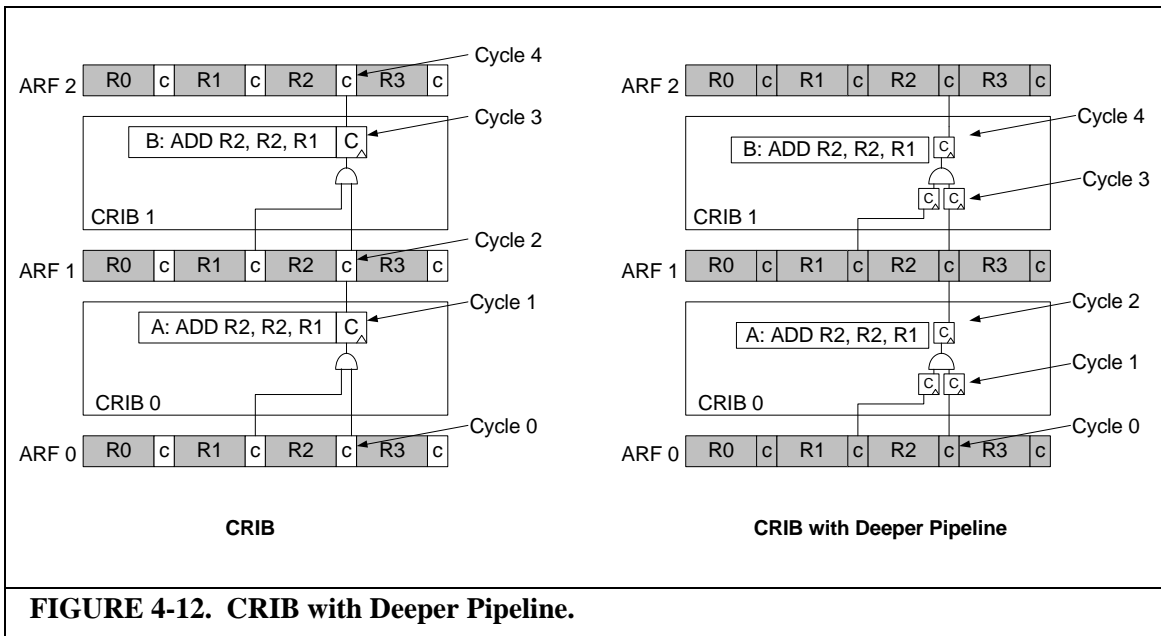 Cycle 4
ARF 2 R0 c R1 c R2 c R3 c
Cycle 3
B: ADD R2, R2, R1 C
CRIB 1
Cycle 2
ARF 1 R0 c R1 c R2 c R3 c
Cycle 1
A: ADD R2, R2, R1 C
CRIB 0
Cycle 0
ARF 0 R0 c R1 c R2 c R3 c
CRIB
ARF 2 R0 c R1 c R2 c R3 c
Cycle 4
B: ADD R2, R2, R1 C
Cycle 3
C C
CRIB 1
ARF 1 R0 c R1 c R2 c R3 c
Cycle 2
A: ADD R2, R2, R1 C
Cycle 1
C C
CRIB 0
Cycle 0
ARF 0 R0 c R1 c R2 c R3 c
CRIB with Deeper Pipeline
FIGURE 4-12. CRIB with Deeper Pipeline.